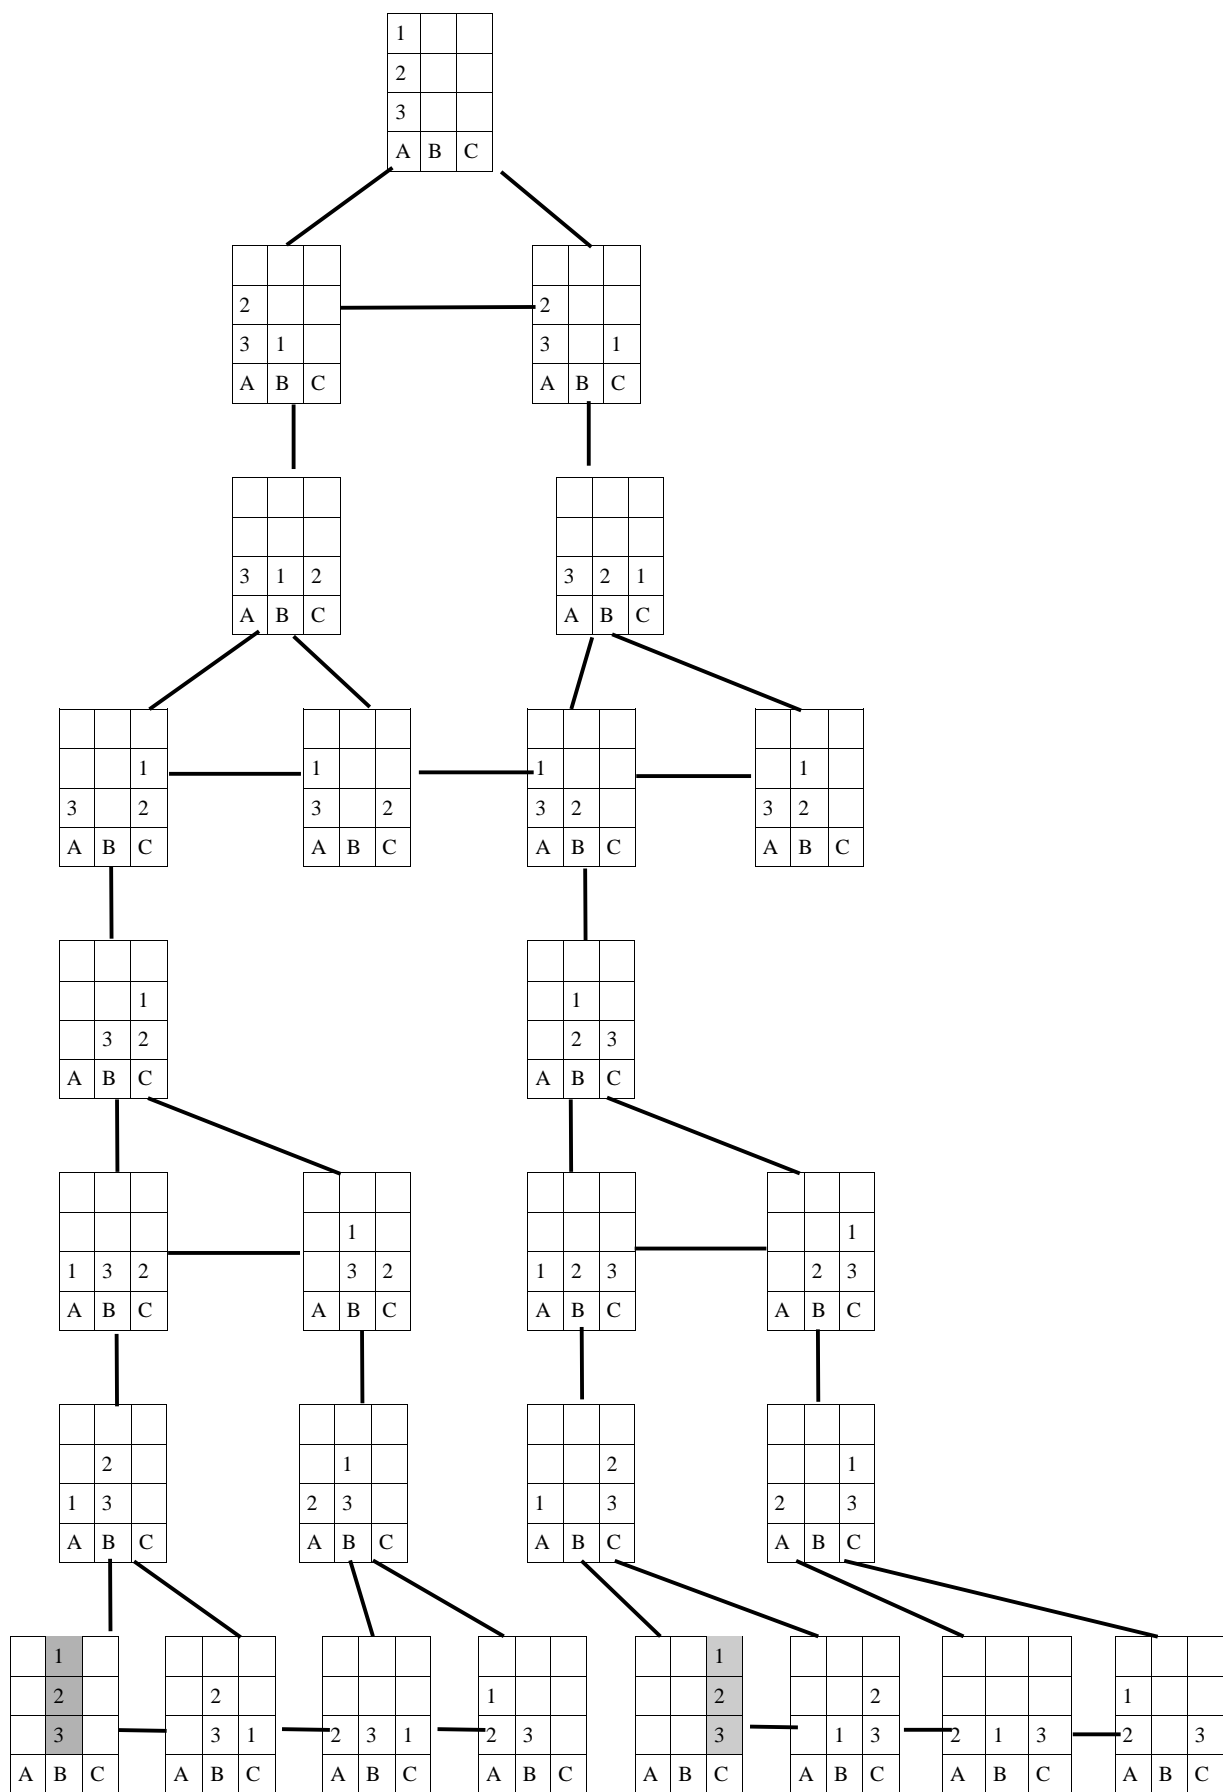 1
2
3
A B C
2 2
3 1 3 1
A B C A B C
3 1 2 3 2 1
A B C A B C
1 1 1 1
3 2 3 2 3 2 3 2
A B C A B C A B C A B C
1 1
3 2 2 3
A B C A B C
1 1
1 3 2 3 2 1 2 3 2 3
A B C A B C A B C A B C
2 1 2 1
1 3 2 3 1 3 2 3
A B C A B C A B C A B C
1 1
2 2 1 2 2 1
3 3 1 2 3 1 2 3 3 1 3 2 1 3 2 3
A B C A B C A B C A B C A B C A B C A B C A B C